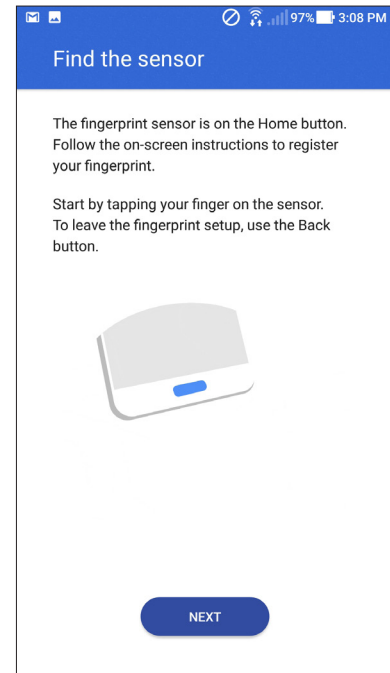 97% 3:08 PM
Find the sensor
The fingerprint sensor is on the Home button.
Follow the on-screen instructions to register
your fingerprint.
Start by tapping your finger on the sensor.
To leave the fingerprint setup, use the Back
button.
NEXT